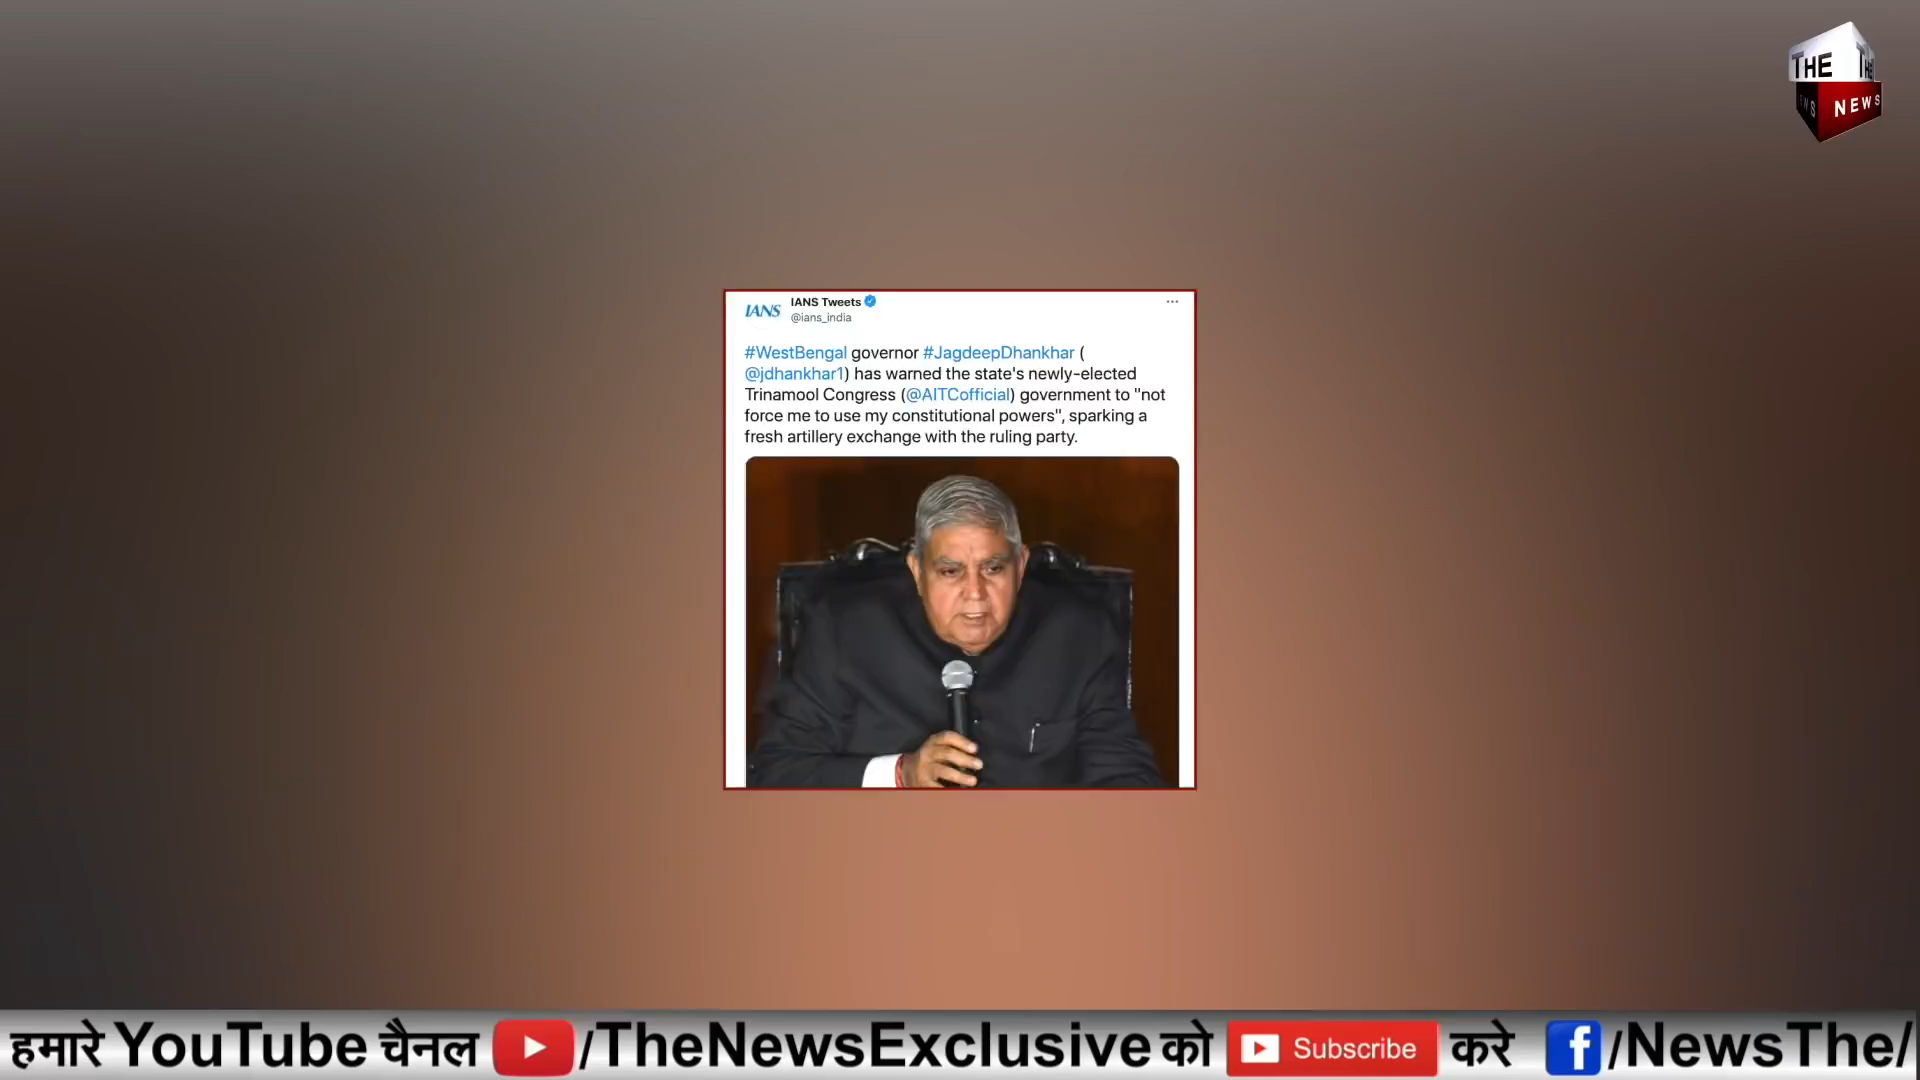 THE THE
NEWS
IANS
IANS Tweets
@ians_india
#WestBengal governor #JagdeepDhankhar (
@jdhankhar1) has warned the state's newly-elected
Trinamool Congress (@AITCofficial) government to "not
force me to use my constitutional powers", sparking a
fresh artillery exchange with the ruling party.
हमारे YouTube चैनल /TheNewsExclusive को Subscribe करे f /NewsThe/